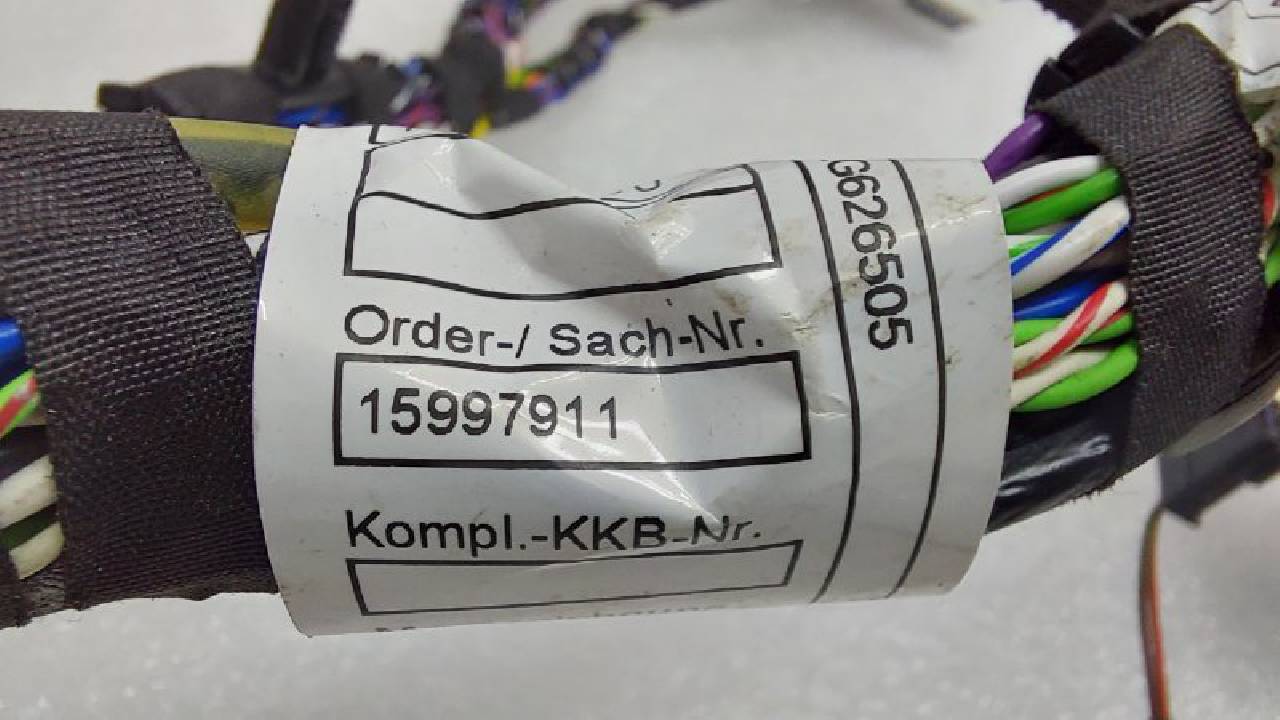 Order-/ Sach-Nr.
15997911
Kompl.-KKB-Nr.
G626505